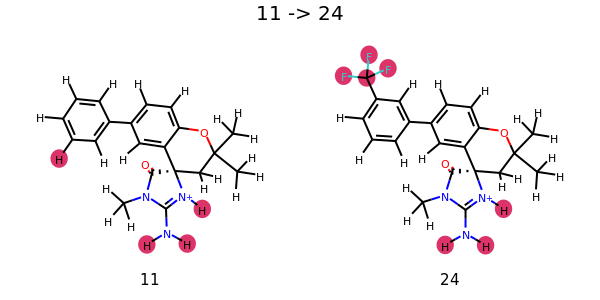 11 -> 24
H H H H H H H H H H H H H H H H H H H H H H
O O N N⁺ N
F F F H H H H H H H H H H H H H H H H H H H H H
O O N N⁺ N
11 24